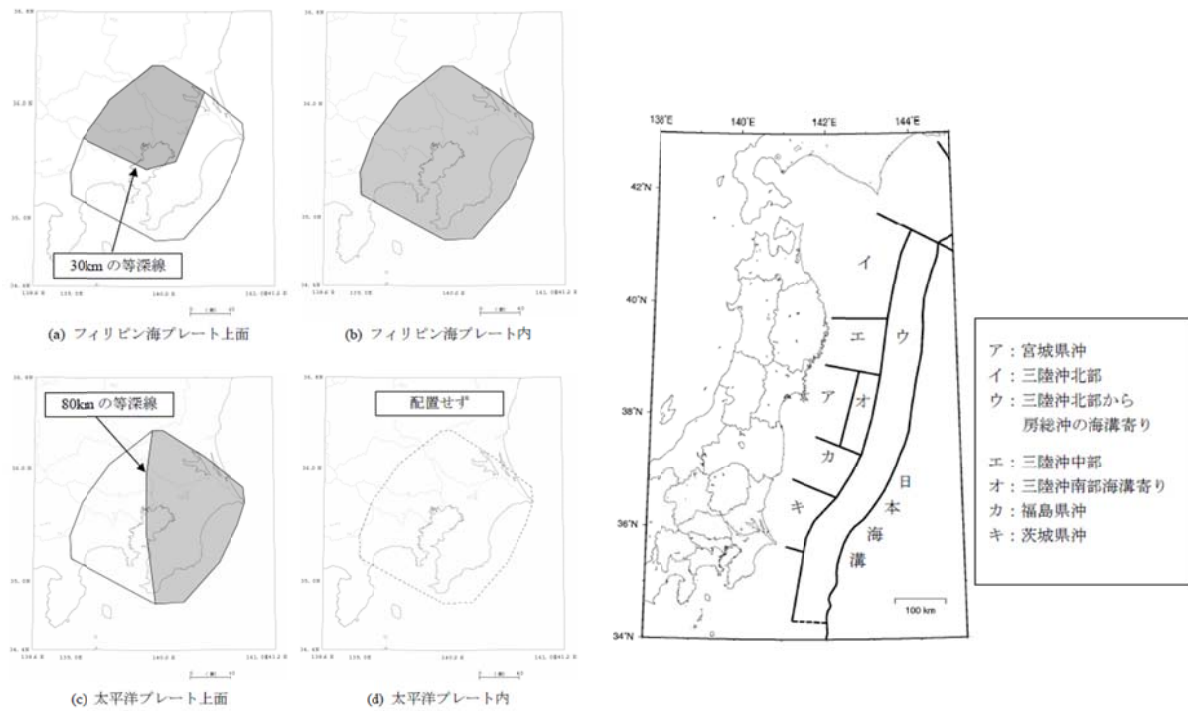 30kmの等深線
(a) フィリピン海プレート上面
(b) フィリピン海プレート内
80kmの等深線
配置せず
(c) 太平洋プレート上面
(d) 太平洋プレート内
138°E
140°E
142°E
144°E
42°N
40°N
38°N
36°N
34°N
イ
エ
ウ
ア
オ
カ
キ
日本海溝
100 km
ア：宮城県沖
イ：三陸沖北部
ウ：三陸沖北部から
房総沖の海溝寄り
エ：三陸沖中部
オ：三陸沖南部海溝寄り
カ：福島県沖
キ：茨城県沖